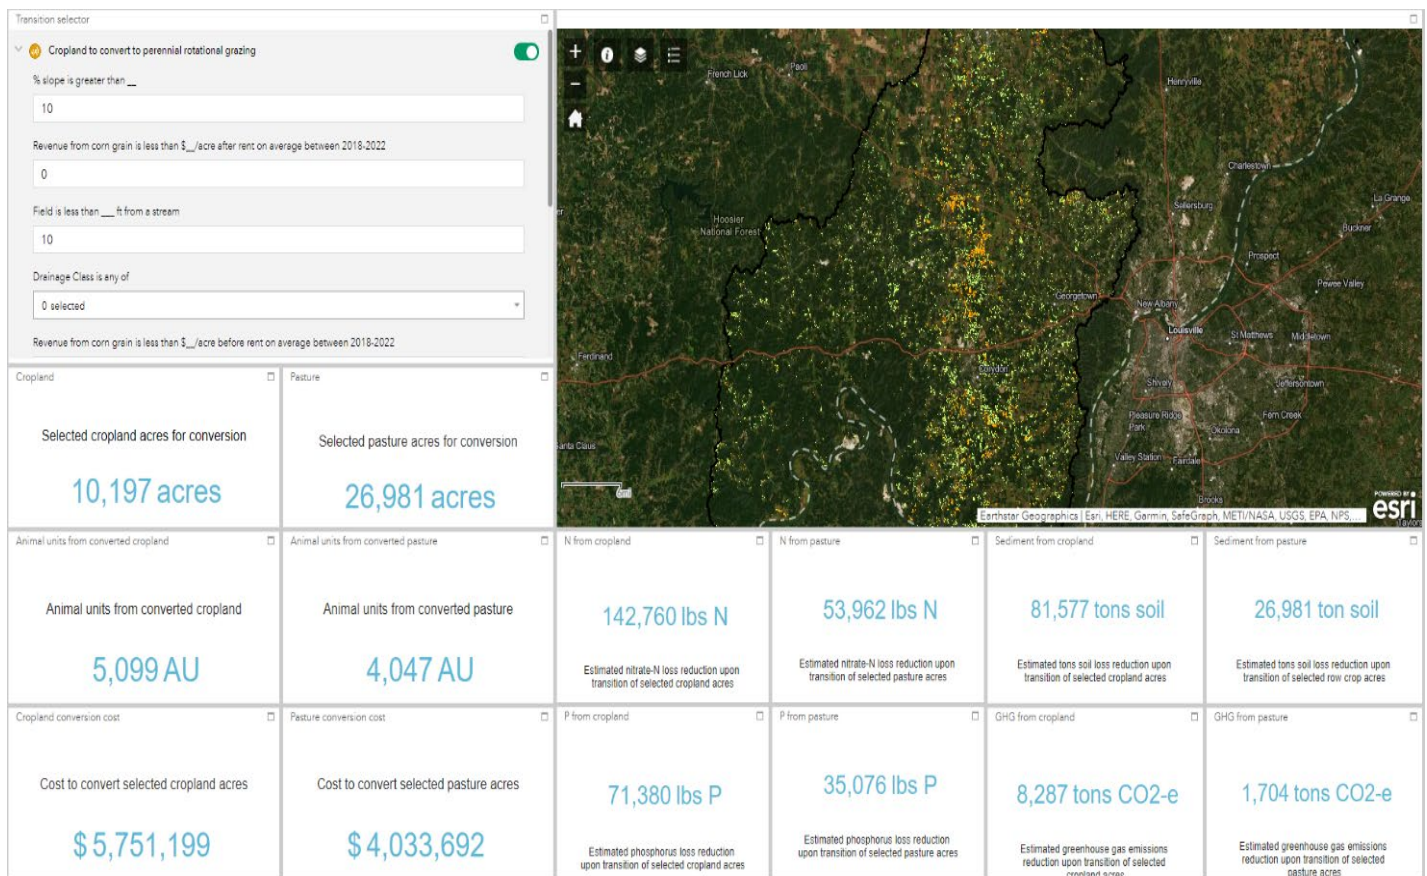 Transition selector
Cropland to convert to perennial rotational grazing
% slope is greater than __
10
Revenue from corn grain is less than $__/acre after rent on average between 2018-2022
0
Field is less than ___ ft from a stream
10
Drainage Class is any of
0 selected
Revenue from corn grain is less than $__/acre before rent on average between 2018-2022
French Lick
Paoli
Henryville
Charlestown
La Grange
Sellersburg
Buckner
Hoosier
National Forest
Prospect
Pewee Valley
Georgetown
New Albany
Louisville
St Matthews
Middletown
Ferdinand
Corydon
Shively
Jeffersontown
Pleasure Ridge
Park
Fern Creek
Okolona
anta Claus
Valley Station
Fairdale
6mi
Brooks
POWERED BY
esri
Earthstar Geographics | Esri, HERE, Garmin, SafeGraph, METI/NASA, USGS, EPA, NPS,...
Taylor
Cropland
Pasture
Selected cropland acres for conversion
Selected pasture acres for conversion
10,197 acres
26,981 acres
Animal units from converted cropland
Animal units from converted pasture
N from cropland
N from pasture
Sediment from cropland
Sediment from pasture
Animal units from converted cropland
5,099 AU
Animal units from converted pasture
4,047 AU
142,760 lbs N
Estimated nitrate-N loss reduction upon
transition of selected cropland acres
53,962 lbs N
Estimated nitrate-N loss reduction upon
transition of selected pasture acres
81,577 tons soil
Estimated tons soil loss reduction upon
transition of selected cropland acres
26,981 ton soil
Estimated tons soil loss reduction upon
transition of selected row crop acres
Cropland conversion cost
Pasture conversion cost
P from cropland
P from pasture
GHG from cropland
GHG from pasture
Cost to convert selected cropland acres
$ 5,751,199
Cost to convert selected pasture acres
$ 4,033,692
71,380 lbs P
Estimated phosphorus loss reduction
upon transition of selected cropland acres
35,076 lbs P
Estimated phosphorus loss reduction
upon transition of selected pasture acres
8,287 tons CO2-e
Estimated greenhouse gas emissions
reduction upon transition of selected
cropland acres
1,704 tons CO2-e
Estimated greenhouse gas emissions
reduction upon transition of selected
pasture acres